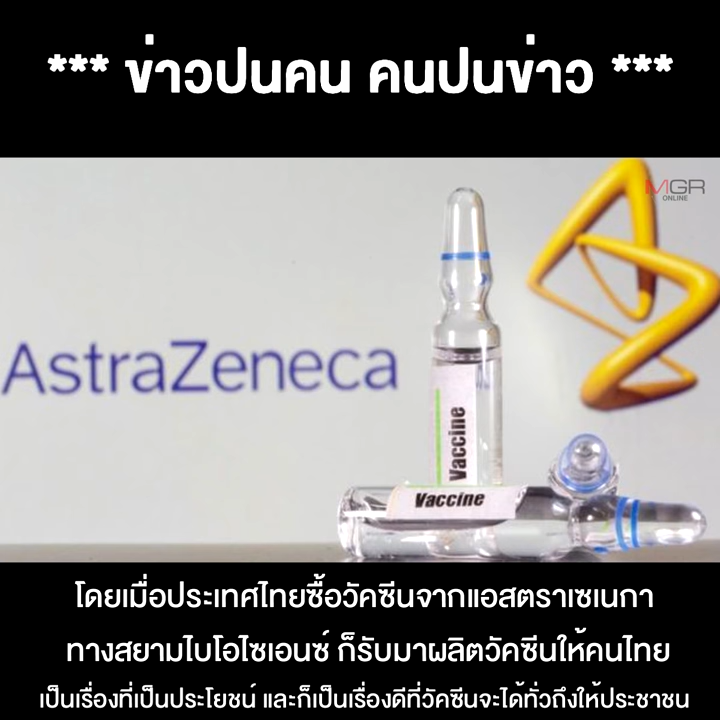 *** ข่าวปนคน คนปนข่าว ***
MGR
ONLINE
AstraZeneca
Vaccine
Vaccine
โดยเมื่อประเทศไทยซื้อวัคซีนจากแอสตราเซเนกา
ทางสยามไบโอไซเอนซ์ ก็รับมาผลิตวัคซีนให้คนไทย
เป็นเรื่องที่เป็นประโยชน์ และก็เป็นเรื่องดีที่วัคซีนจะได้ทั่วถึงให้ประชาชน